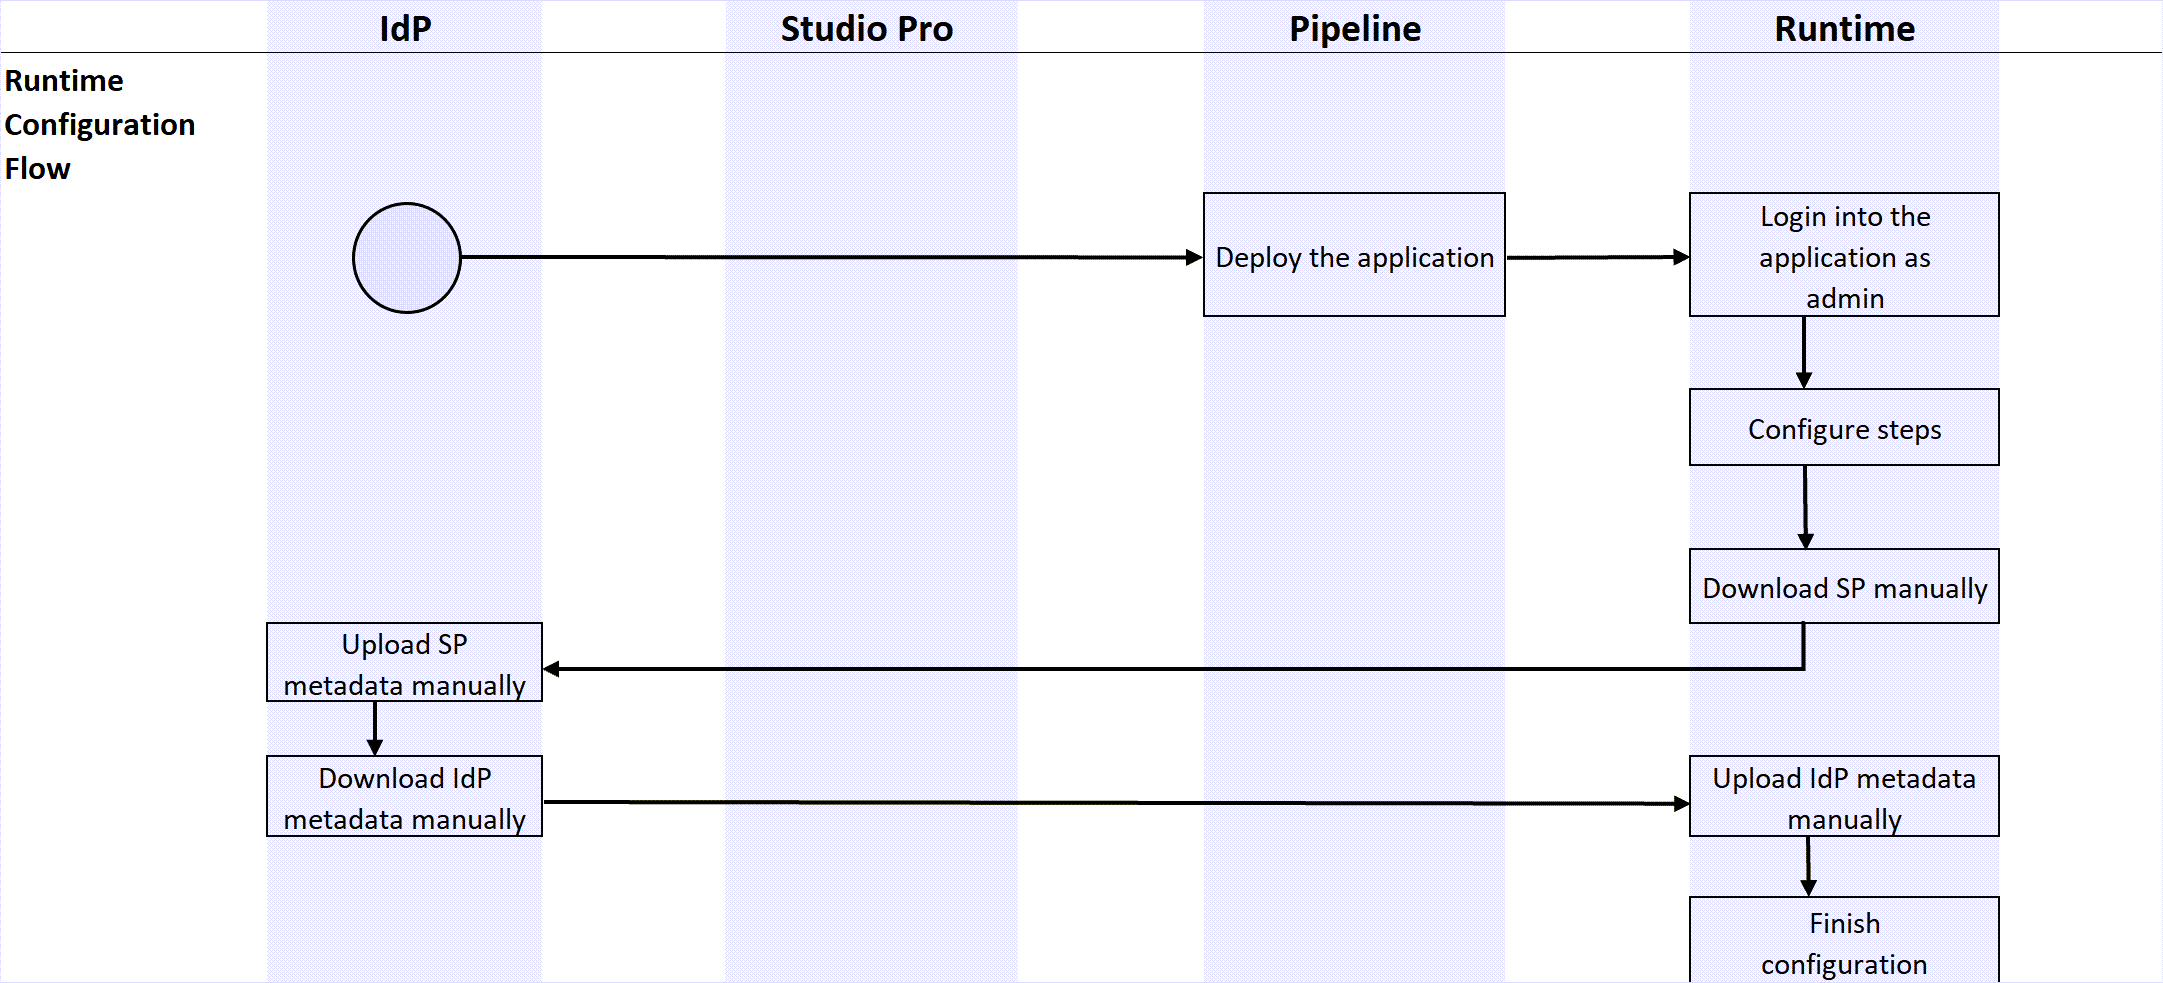 IdP
Studio Pro
Pipeline
Runtime
Runtime
Configuration
Flow
Deploy the application
Login into the
application as
admin
Configure steps
Download SP manually
Upload SP
metadata manually
Download IdP
metadata manually
Upload IdP metadata
manually
Finish
configuration